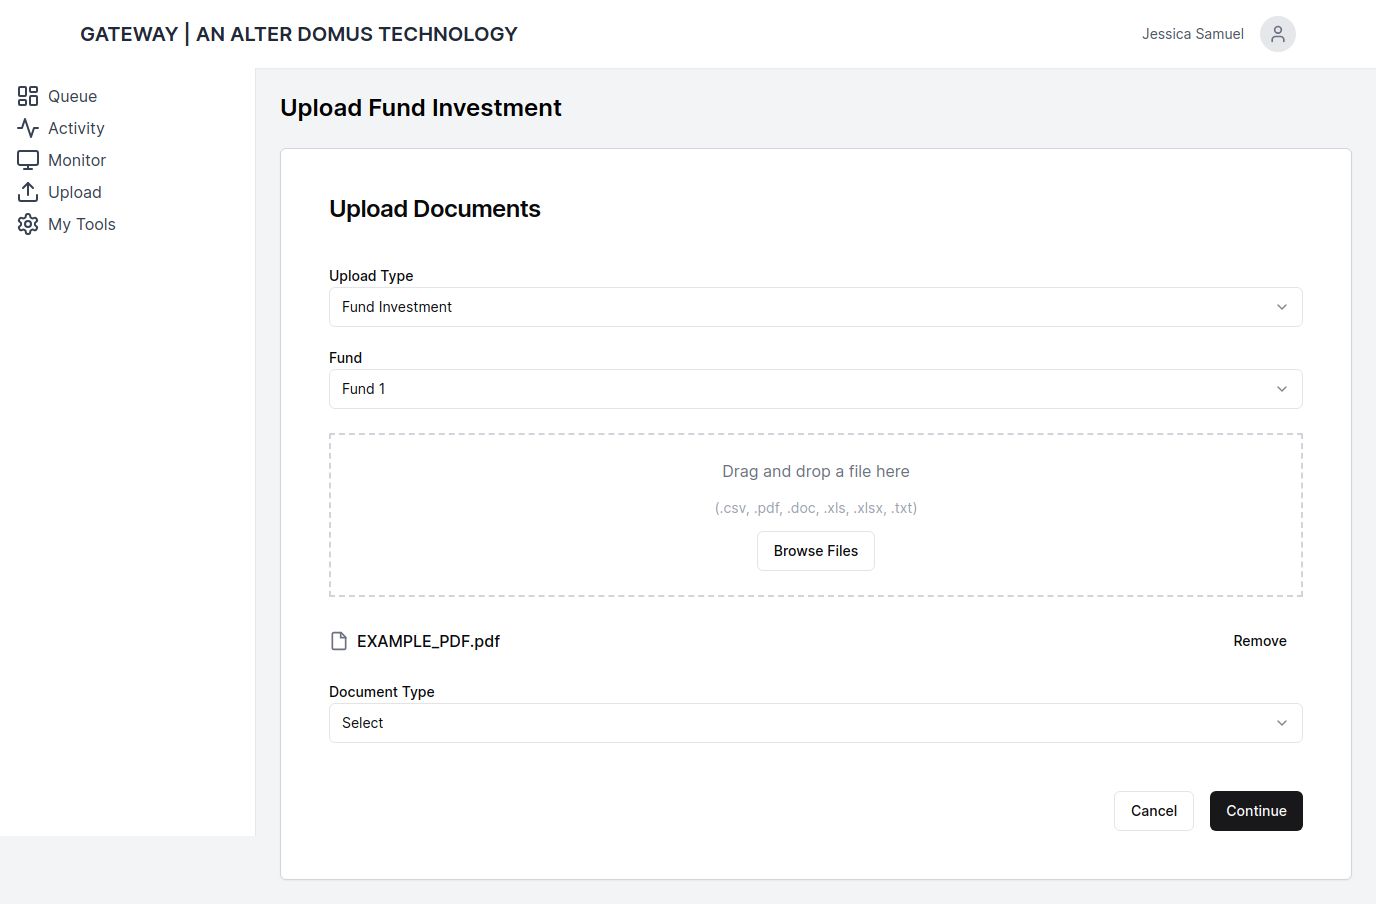 GATEWAY | AN ALTER DOMUS TECHNOLOGY
Jessica Samuel
Queue
Activity
Monitor
Upload
My Tools
Upload Fund Investment
Upload Documents
Upload Type
Fund Investment
Fund
Fund 1
Drag and drop a file here
(.csv, .pdf, .doc, .xls, .xlsx, .txt)
Browse Files
EXAMPLE_PDF.pdf
Remove
Document Type
Select
Cancel
Continue